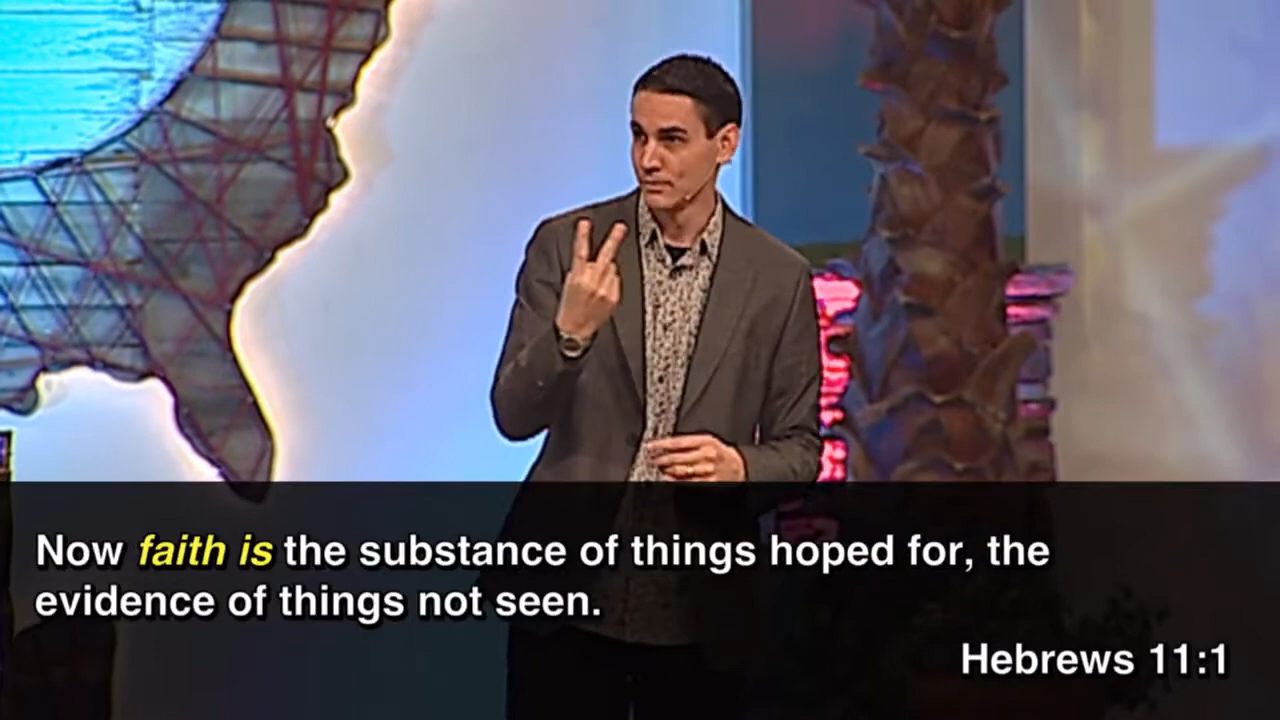 Now faith is the substance of things hoped for, the
evidence of things not seen.
Hebrews 11:1